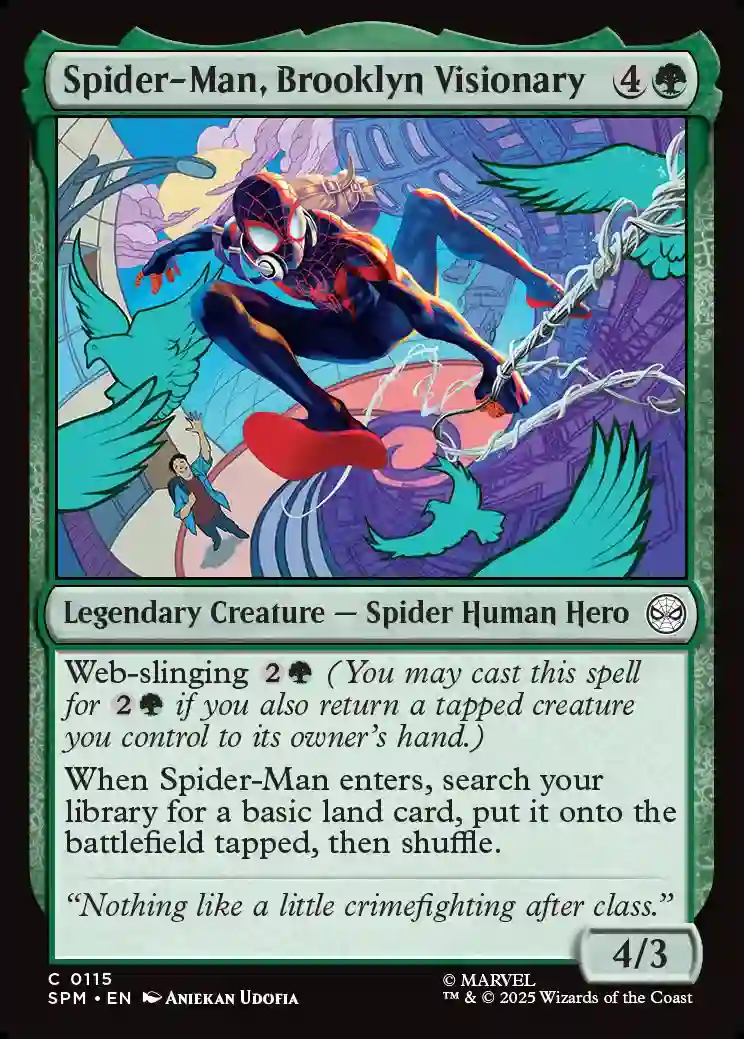 Spider-Man, Brooklyn Visionary 4
Legendary Creature — Spider Human Hero
Web-slinging 2 (You may cast this spell
for 2 if you also return a tapped creature
you control to its owner's hand.)
When Spider-Man enters, search your
library for a basic land card, put it onto the
battlefield tapped, then shuffle.
“Nothing like a little crimefighting after class.”
4/3
C 0115
SPM • EN Aniekan Udofia
© MARVEL
™ & © 2025 Wizards of the Coast